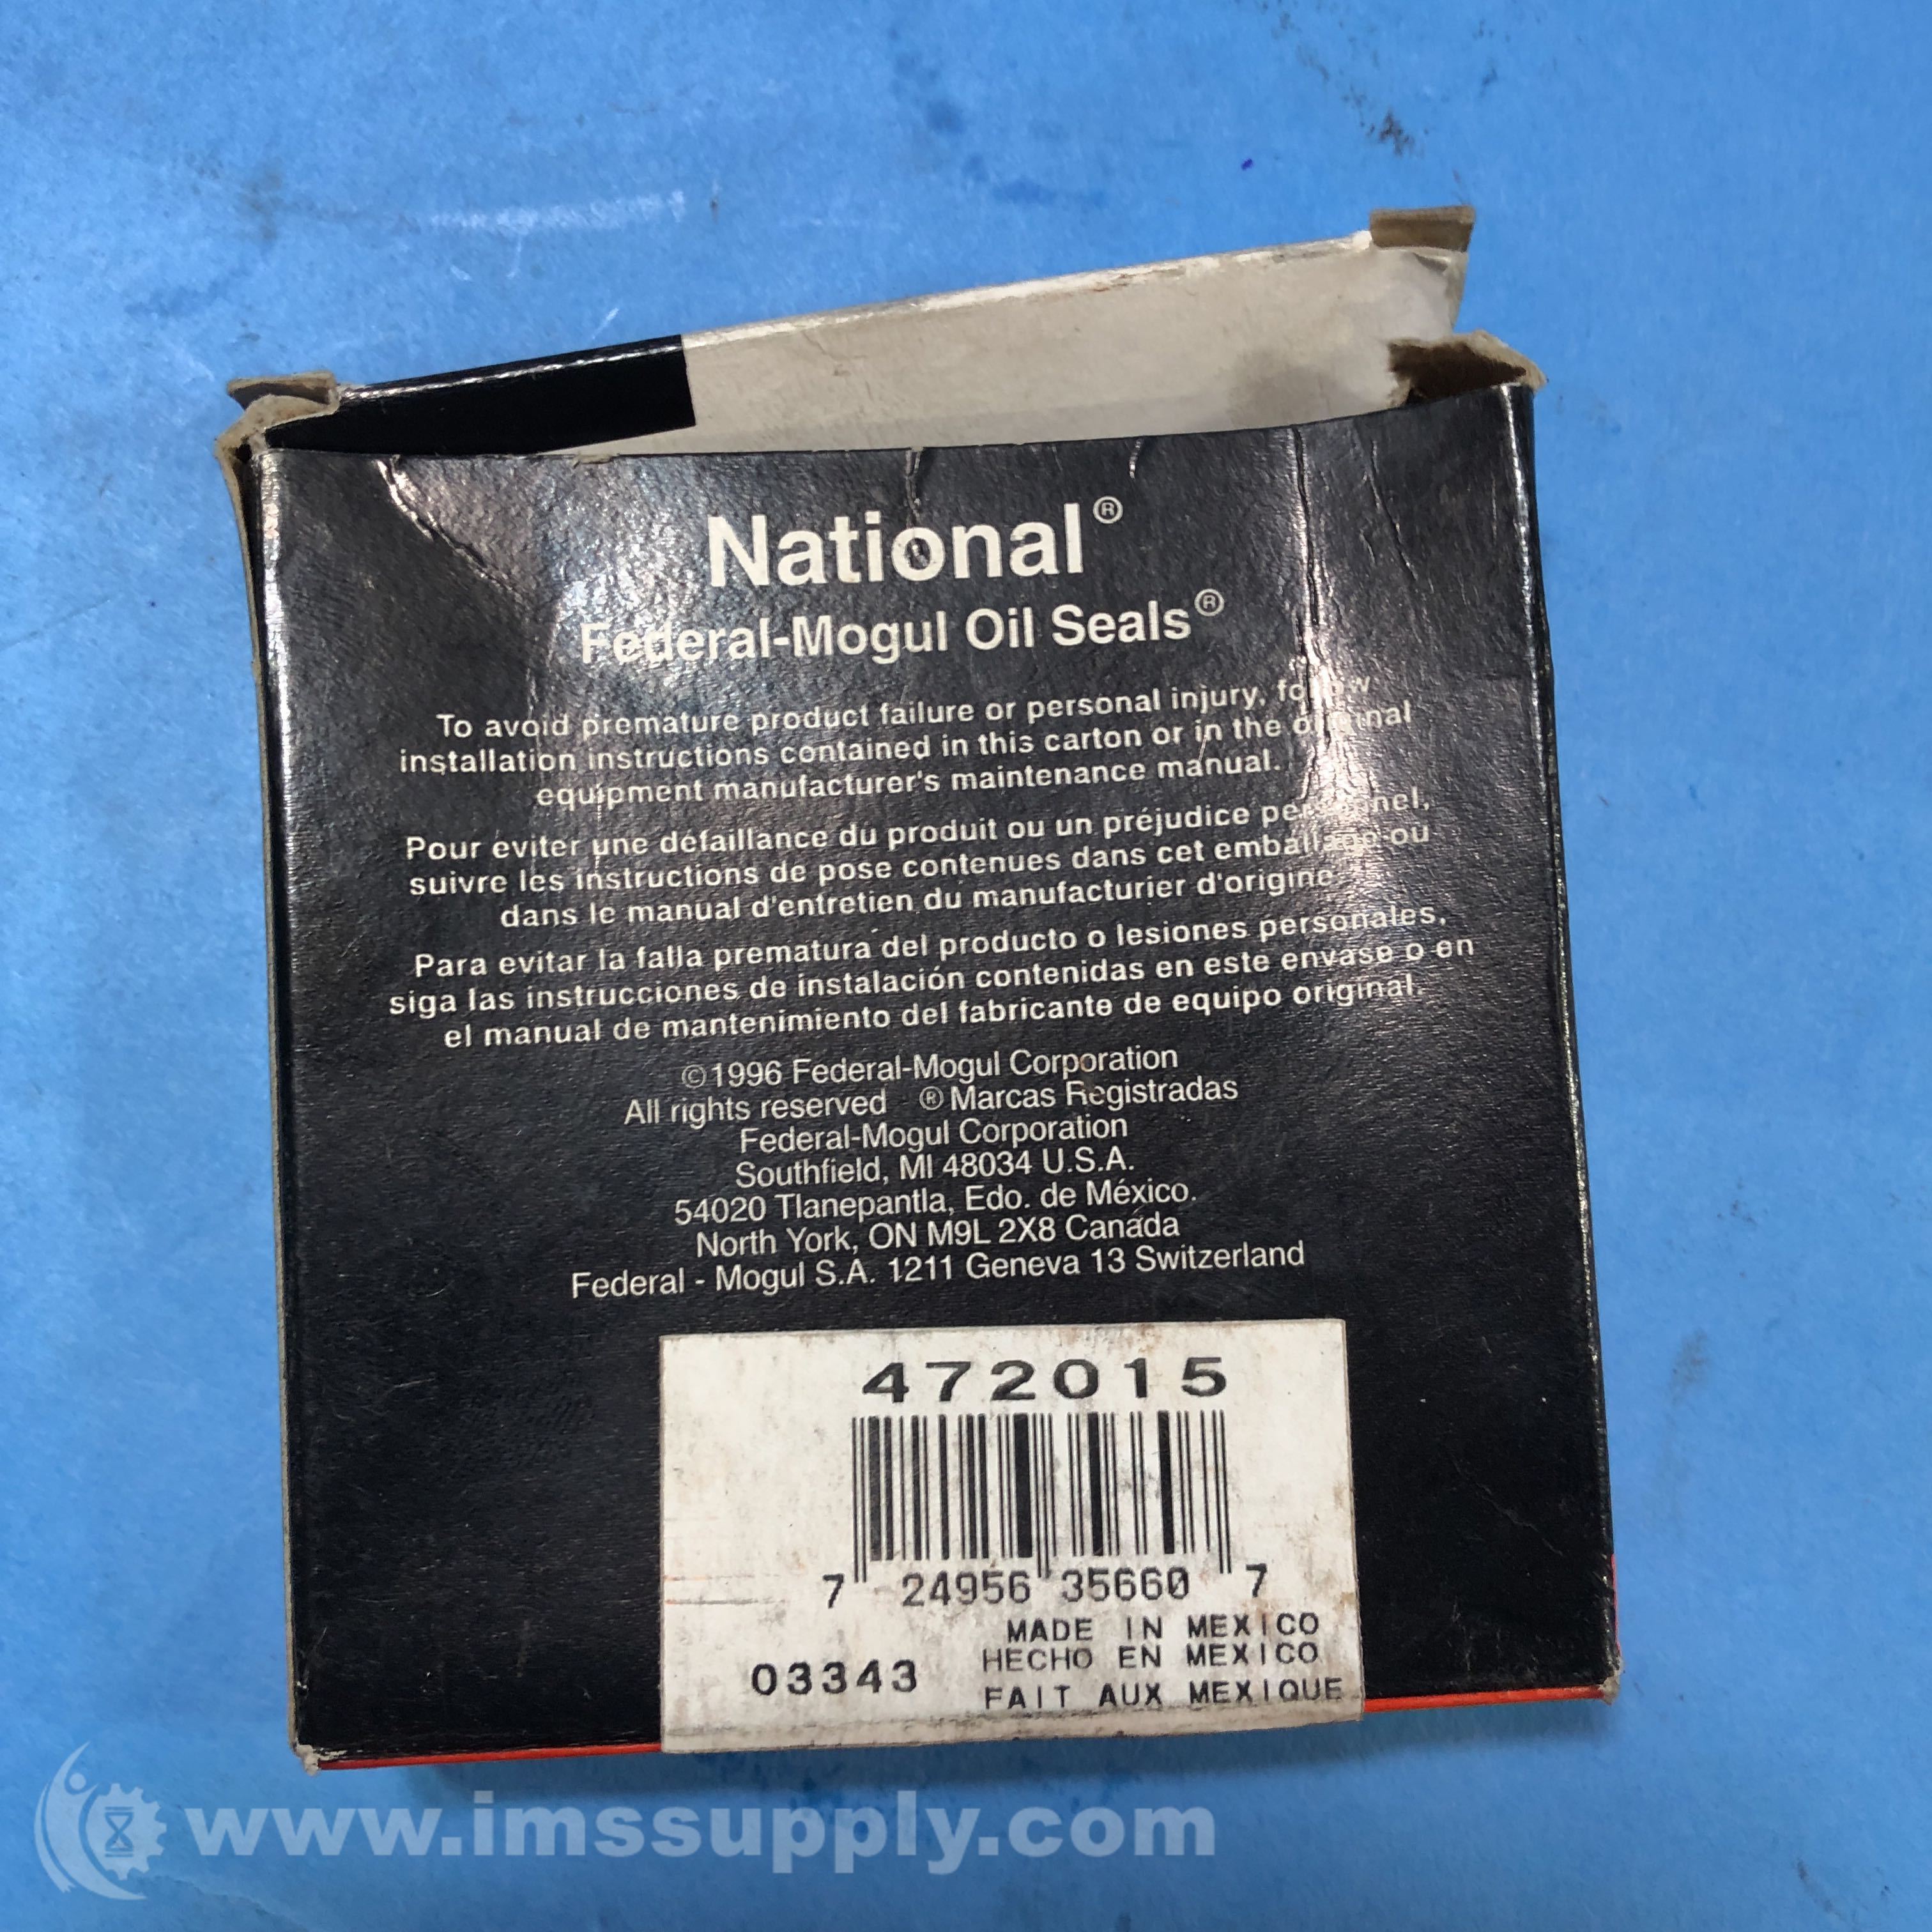 National®
Federal-Mogul Oil Seals®
To avoid premature product failure or personal injury, follow
installation instructions contained in this carton or in the original
equipment manufacturer's maintenance manual.
Pour éviter une défaillance du produit ou un préjudice personnel,
suivre les instructions de pose contenues dans cet emballage ou
dans le manual d'entretien du manufacturier d'origine.
Para evitar la falla prematura del producto o lesiones personales,
siga las instrucciones de instalación contenidas en este envase o en
el manual de mantenimiento del fabricante de equipo original.
©1996 Federal-Mogul Corporation
All rights reserved ® Marcas Registradas
Federal-Mogul Corporation
Southfield, MI 48034 U.S.A.
54020 Tlanepantla, Edo. de México.
North York, ON M9L 2X8 Canada
Federal - Mogul S.A. 1211 Geneva 13 Switzerland
472015
7 24956 35660 7
MADE IN MEXICO
HECHO EN MEXICO
03343 FAIT AUX MEXIQUE
www.imssupply.com